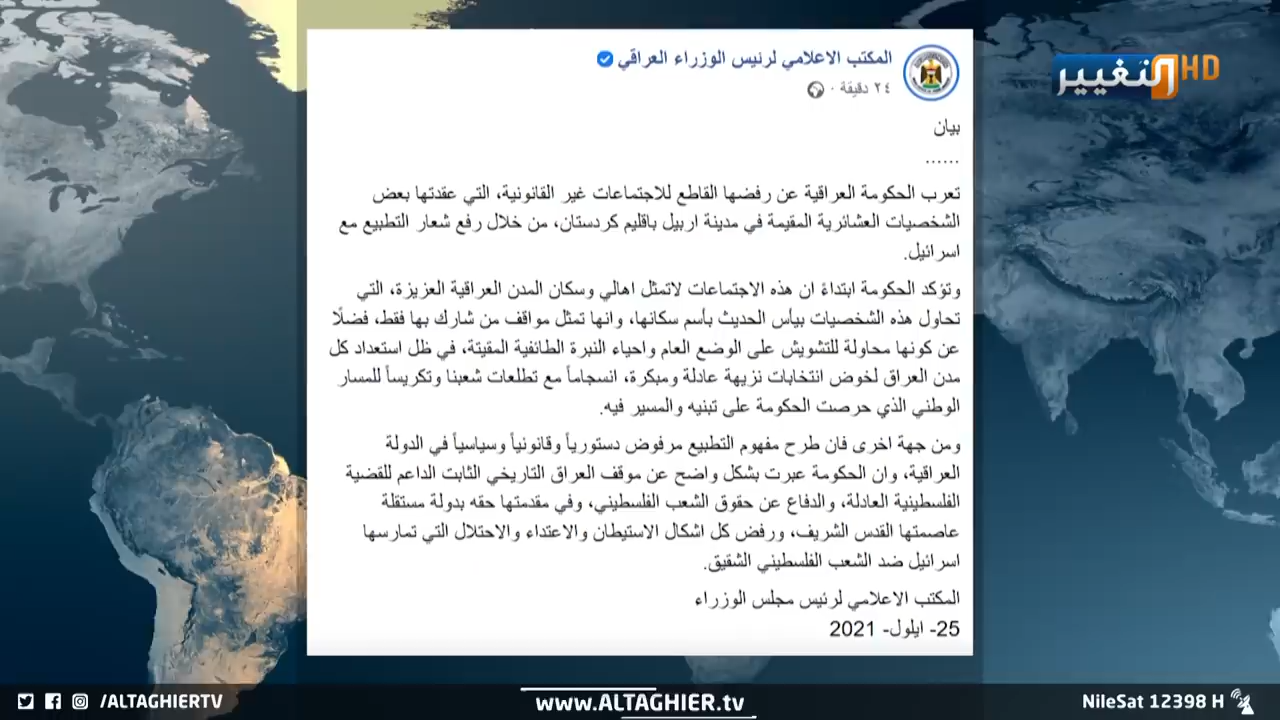 المكتب الاعلامي لرئيس الوزراء العراقي
٢٤ دقيقة ·
التغيير HD
بيان
......
تعرب الحكومة العراقية عن رفضها القاطع للاجتماعات غير القانونية، التي عقدتها بعض
الشخصيات العشائرية المقيمة في مدينة اربيل باقليم كردستان، من خلال رفع شعار التطبيع مع
اسرائيل.
وتؤكد الحكومة ابتداءً ان هذه الاجتماعات لاتمثل اهالي وسكان المدن العراقية العزيزة، التي
تحاول هذه الشخصيات بيأس الحديث بأسم سكانها، وانها تمثل مواقف من شارك بها فقط، فضلًا
عن كونها محاولة للتشويش على الوضع العام واحياء النبرة الطائفية المقيتة، في ظل استعداد كل
مدن العراق لخوض انتخابات نزيهة عادلة ومبكرة، انسجاماً مع تطلعات شعبنا وتكريساً للمسار
الوطني الذي حرصت الحكومة على تبنيه والمسير فيه.
ومن جهة اخرى فان طرح مفهوم التطبيع مرفوض دستورياً وقانونياً وسياسياً في الدولة
العراقية، وان الحكومة عبرت بشكل واضح عن موقف العراق التاريخي الثابت الداعم للقضية
الفلسطينية العادلة، والدفاع عن حقوق الشعب الفلسطيني، وفي مقدمتها حقه بدولة مستقلة
عاصمتها القدس الشريف، ورفض كل اشكال الاستيطان والاعتداء والاحتلال التي تمارسها
اسرائيل ضد الشعب الفلسطيني الشقيق.
المكتب الاعلامي لرئيس مجلس الوزراء
25- ايلول- 2021
/ALTAGHIERTV
www.ALTAGHIER.tv
NileSat 12398 H